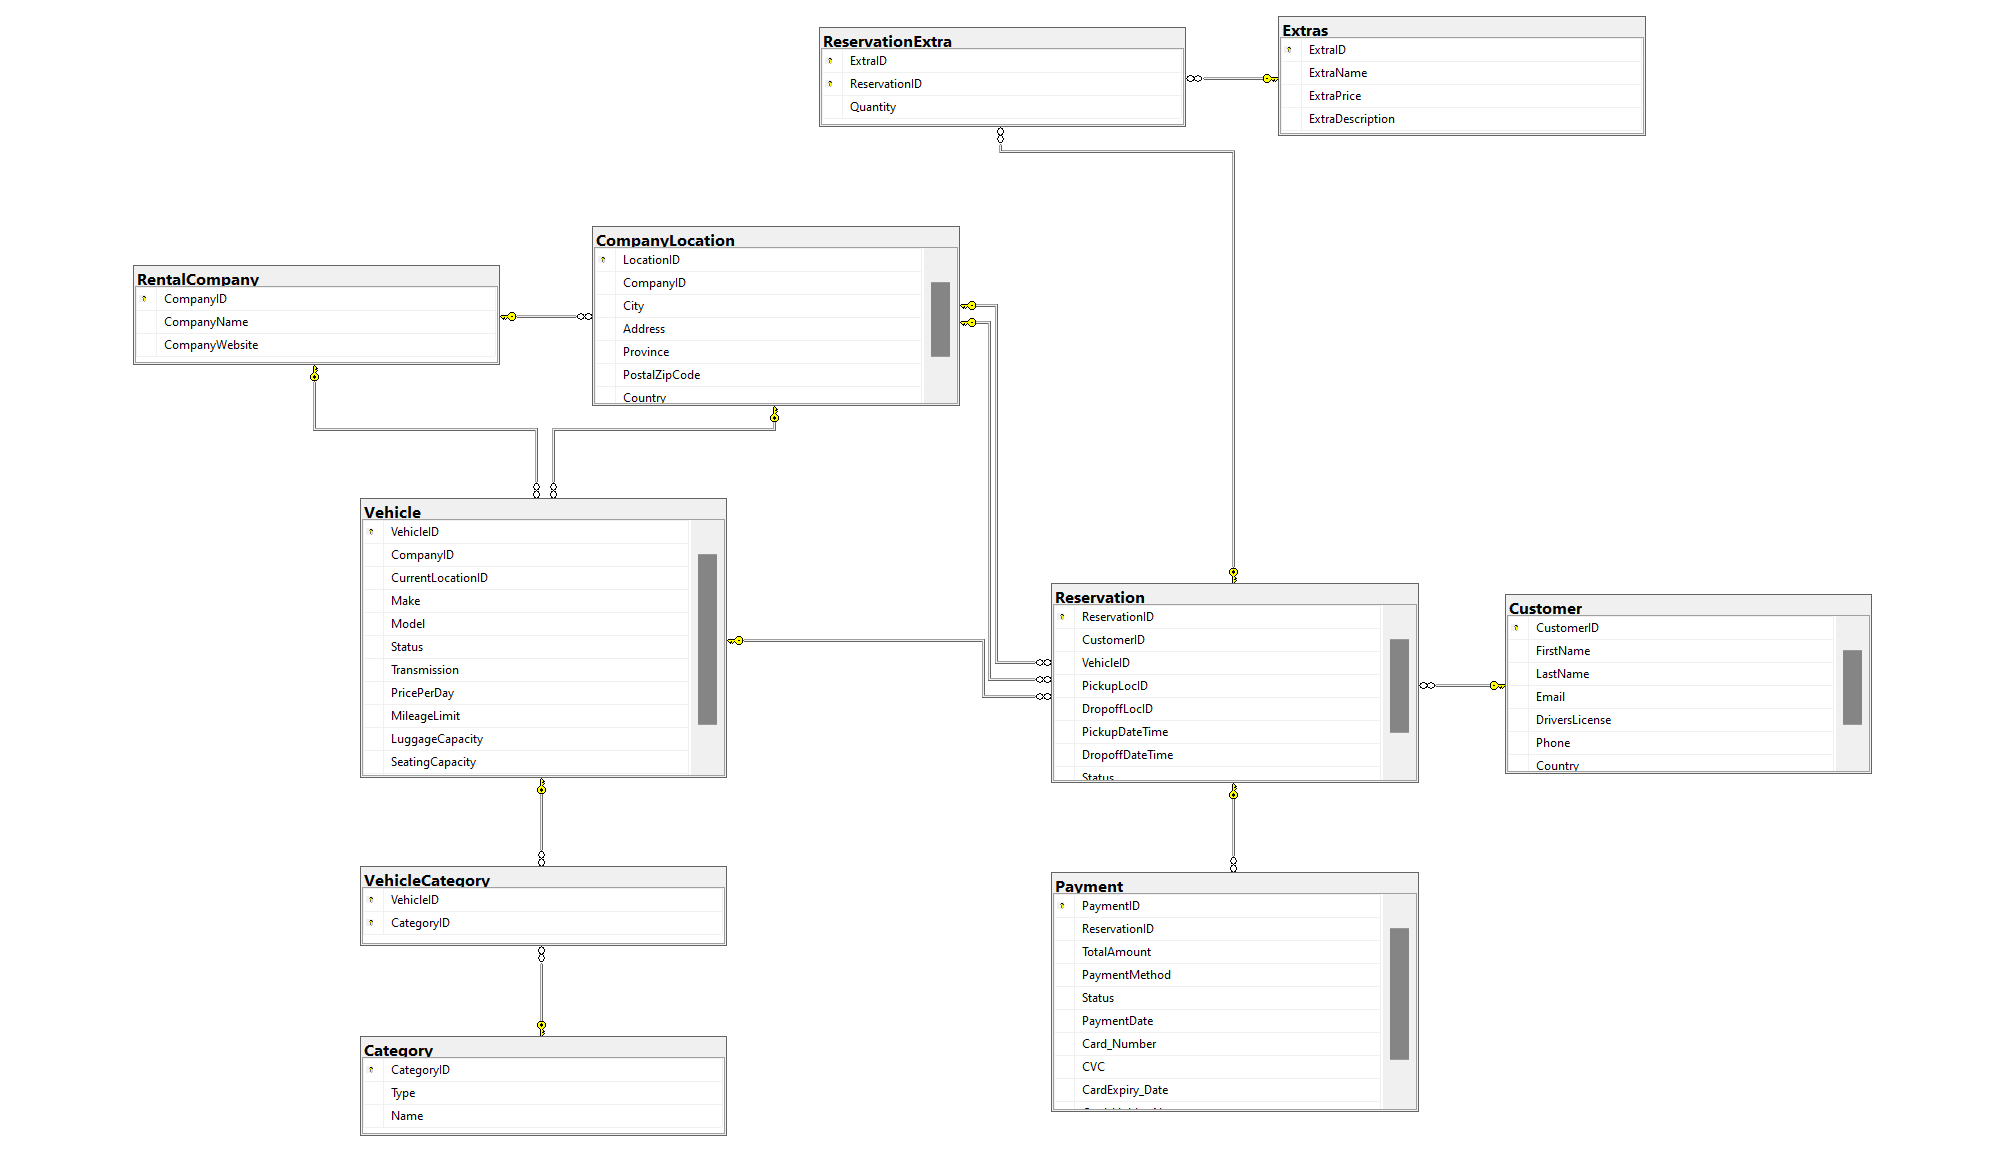 ReservationExtra
ExtraID
ReservationID
Quantity
Extras
ExtraID
ExtraName
ExtraPrice
ExtraDescription
CompanyLocation
LocationID
CompanyID
City
Address
Province
PostalZipCode
Country
RentalCompany
CompanyID
CompanyName
CompanyWebsite
Vehicle
VehicleID
CompanyID
CurrentLocationID
Make
Model
Status
Transmission
PricePerDay
MileageLimit
LuggageCapacity
SeatingCapacity
Reservation
ReservationID
CustomerID
VehicleID
PickupLocID
DropoffLocID
PickupDateTime
DropoffDateTime
Status
Customer
CustomerID
FirstName
LastName
Email
DriversLicense
Phone
Country
VehicleCategory
VehicleID
CategoryID
Payment
PaymentID
ReservationID
TotalAmount
PaymentMethod
Status
PaymentDate
Card_Number
CVC
CardExpiry_Date
Category
CategoryID
Type
Name